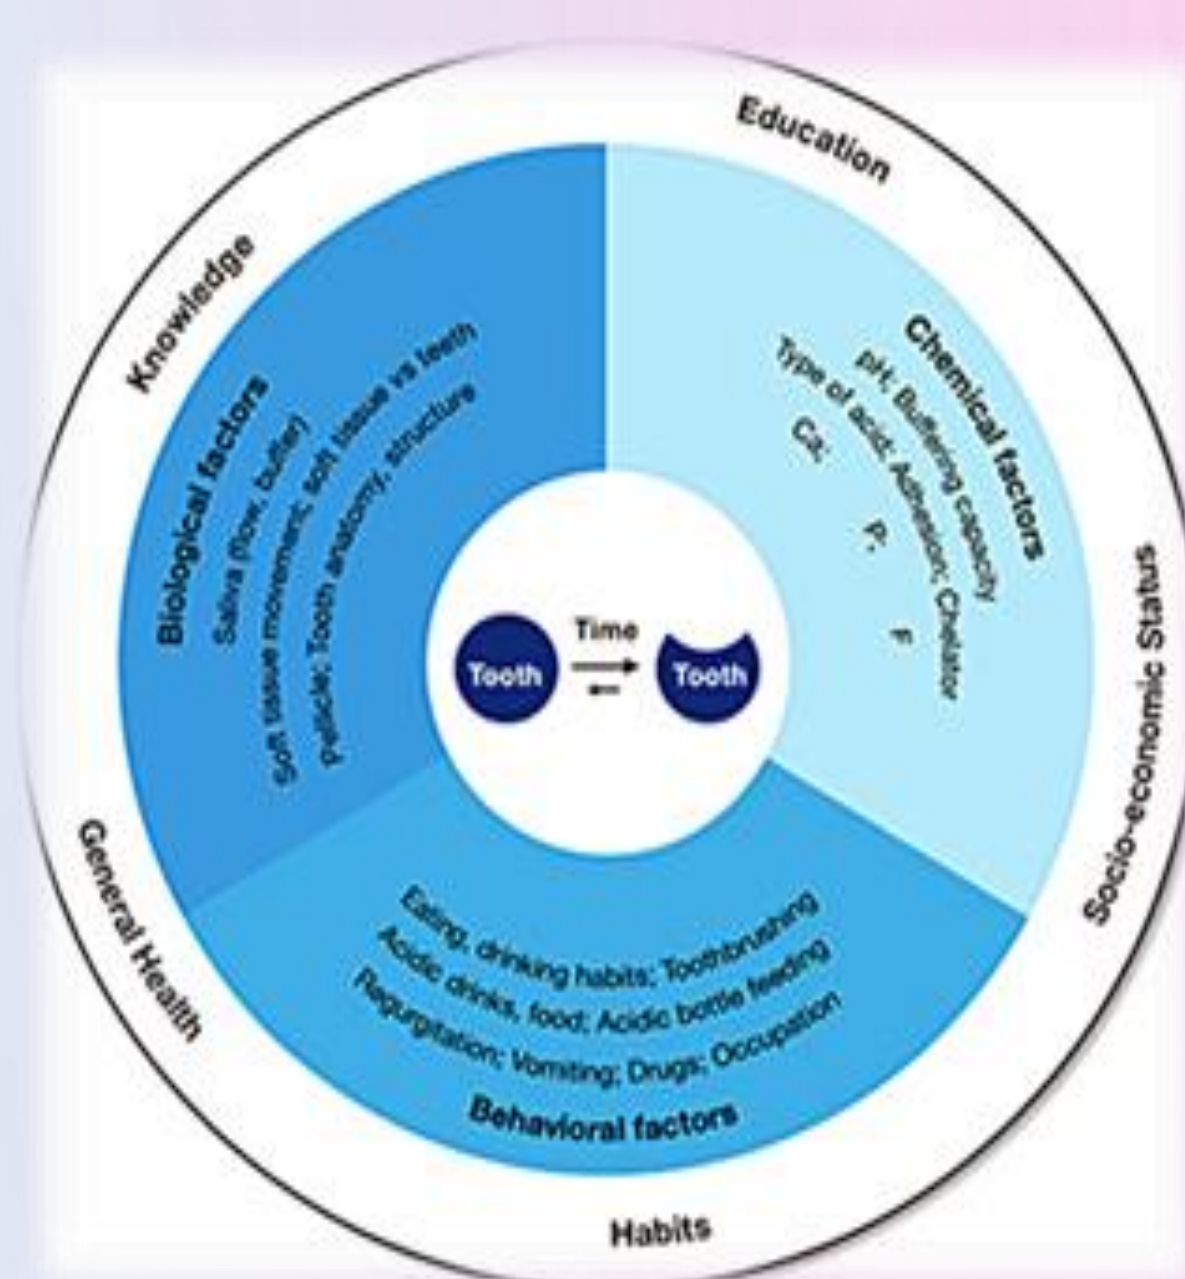 Education
Knowledge
Socio-economic Status
General Health
Habits
Biological factors
Saliva (flow, buffer)
Soft tissue movement; soft tissue vs teeth
Pellicle; Tooth anatomy, structure
Chemical factors
pH; Buffering capacity
Type of acid; Adhesion; Chelator
Ca; P; F
Time
Tooth
Tooth
Eating, drinking habits; Toothbrushing
Acidic drinks, food; Acidic bottle feeding
Regurgitation; Vomiting; Drugs; Occupation
Behavioral factors